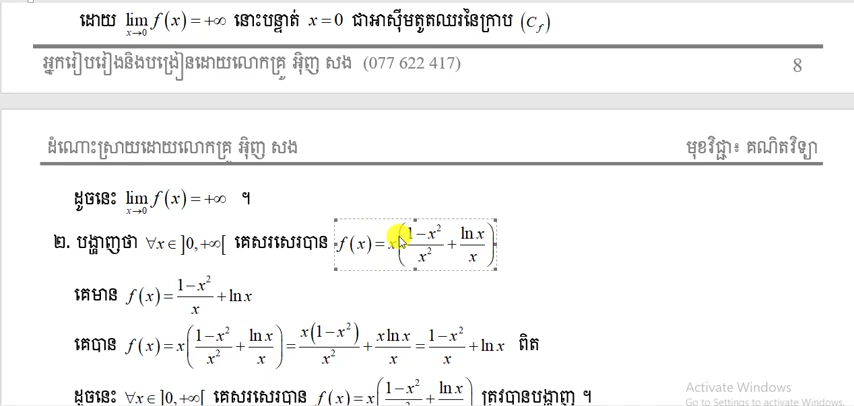 ដោយ lim_{x→0} f(x) = +∞ នោះបន្ទាត់ x = 0 ជាអាស៊ីមតូតឈរនៃក្រាប (C_f)
អ្នករៀបរៀងនិងបង្រៀនដោយលោកគ្រូ អ៊ិញ សង (077 622 417) 8
ដំណោះស្រាយដោយលោកគ្រូ អ៊ិញ សង មុខវិជ្ជា៖ គណិតវិទ្យា
ដូចនេះ lim_{x→0} f(x) = +∞ ។
២. បង្ហាញថា ∀x ∈ ]0, +∞[ គេសរសេរបាន f(x) = x((1−x²)/x² + ln x/x)
គេមាន f(x) = (1−x²)/x + ln x
គេបាន f(x) = x((1−x²)/x² + ln x/x) = x(1−x²)/x² + x ln x/x = (1−x²)/x + ln x ពិត
ដូចនេះ ∀x ∈ ]0, +∞[ គេសរសេរបាន f(x) = x((1−x²)/x² + ln x/x) ត្រូវបានបង្ហាញ ។
Activate Windows
Go to Settings to activate Windows.